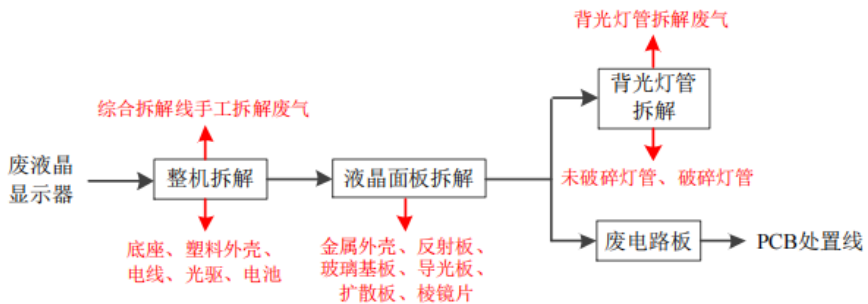 背光灯管拆解废气
综合拆解线手工拆解废气
背光灯管
拆解
废液晶
显示器
整机拆解
液晶面板拆解
未破碎灯管、破碎灯管
底座、塑料外壳、
电线、光驱、电池
金属外壳、反射板、
玻璃基板、导光板、
扩散板、棱镜片
废电路板
PCB处置线